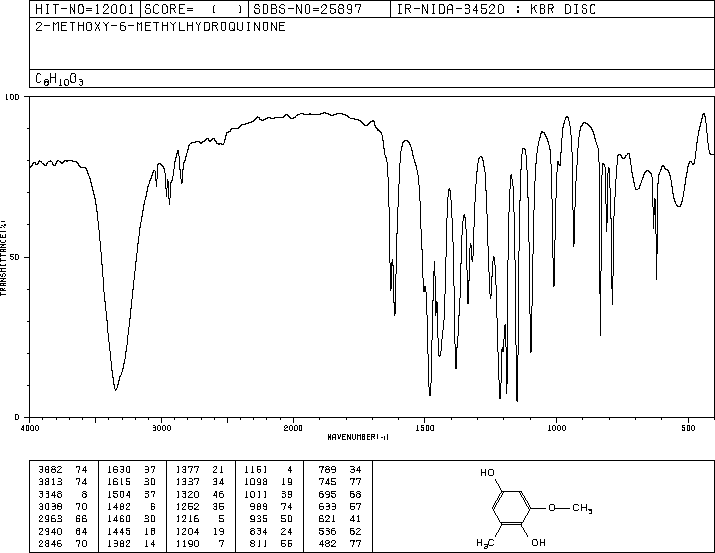 HIT-NO=12001 SCORE= ( ) SDBS-NO=25897 IR-NIDA-34520 : KBR DISC
2-METHOXY-6-METHYLHYDROQUINONE
C8H10O3
100
TRANSMITTANCE(%)
50
0
4000 3000 2000 1500 1000 500
WAVENUMBER(-1)
3882 74 1630 37 1377 21 1151 4 789 34
3813 74 1615 30 1337 34 1098 19 745 77
3348 8 1504 37 1320 46 1011 39 695 68
3038 70 1482 6 1252 36 989 74 633 57
2963 66 1460 30 1216 5 935 50 621 41
2940 64 1445 18 1204 19 834 24 536 62
2846 70 1382 14 1190 7 811 56 482 77
HO
O CH3
H3C OH